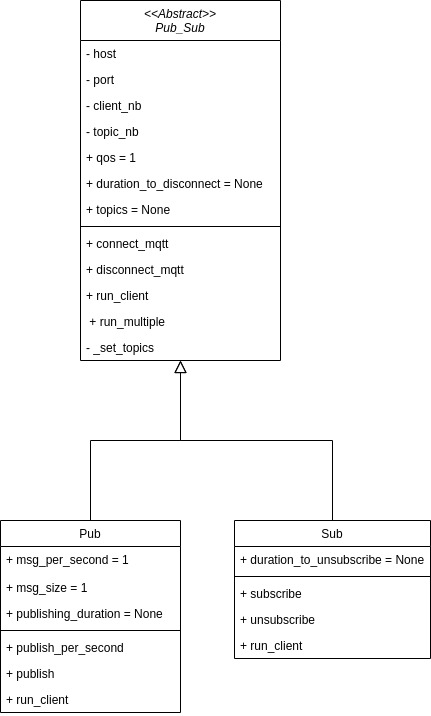 <<Abstract>>
Pub_Sub
- host
- port
- client_nb
- topic_nb
+ qos = 1
+ duration_to_disconnect = None
+ topics = None
+ connect_mqtt
+ disconnect_mqtt
+ run_client
+ run_multiple
- _set_topics
Pub
+ msg_per_second = 1
+ msg_size = 1
+ publishing_duration = None
+ publish_per_second
+ publish
+ run_client
Sub
+ duration_to_unsubscribe = None
+ subscribe
+ unsubscribe
+ run_client